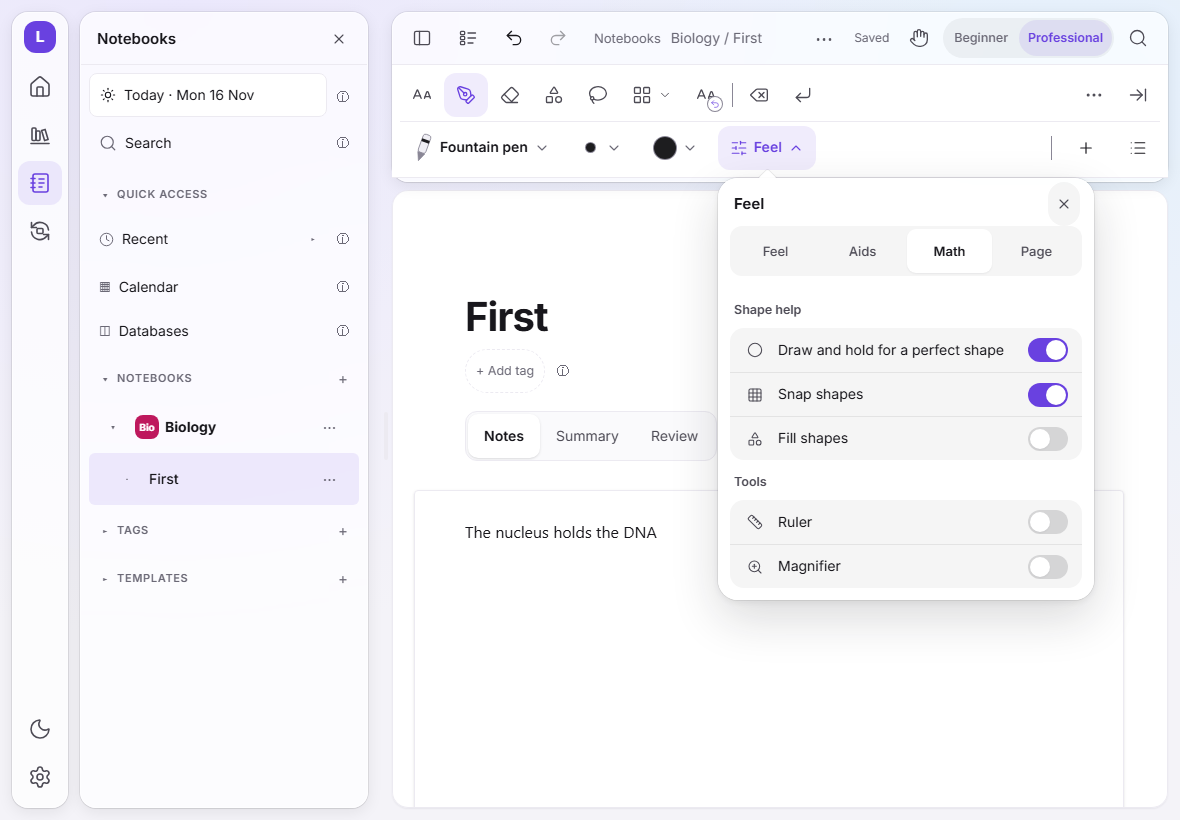 L
Notebooks
Today · Mon 16 Nov
Search
QUICK ACCESS
Recent
Calendar
Databases
NOTEBOOKS
Bio Biology
First
TAGS
TEMPLATES
Notebooks Biology / First
Saved
Beginner Professional
Fountain pen
Feel
First
+ Add tag
Notes Summary Review
The nucleus holds the DNA
Feel
Feel Aids Math Page
Shape help
Draw and hold for a perfect shape
Snap shapes
Fill shapes
Tools
Ruler
Magnifier